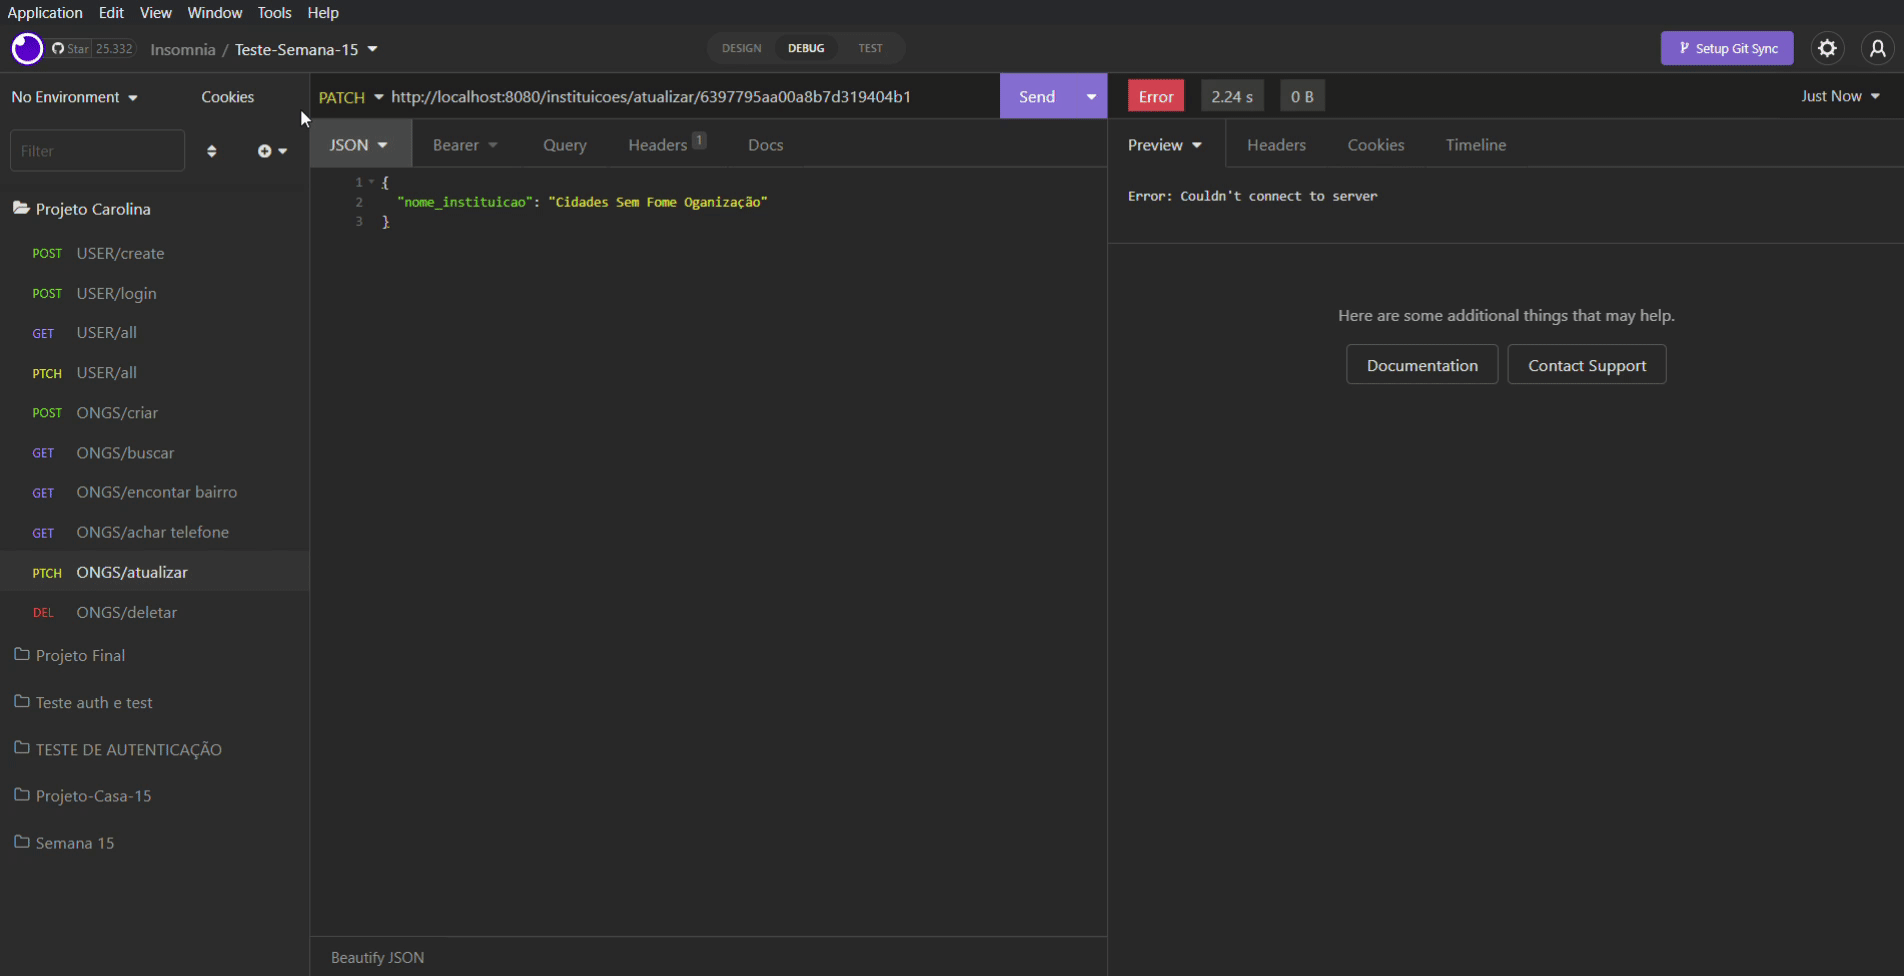 Application Edit View Window Tools Help
Star 25.332 Insomnia / Teste-Semana-15 DESIGN DEBUG TEST Setup Git Sync
No Environment Cookies
Filter
Projeto Carolina
POST USER/create
POST USER/login
GET USER/all
PTCH USER/all
POST ONGS/criar
GET ONGS/buscar
GET ONGS/encontar bairro
GET ONGS/achar telefone
PTCH ONGS/atualizar
DEL ONGS/deletar
Projeto Final
Teste auth e test
TESTE DE AUTENTICAÇÃO
Projeto-Casa-15
Semana 15
PATCH http://localhost:8080/instituicoes/atualizar/6397795aa00a8b7d319404b1 Send
JSON Bearer Query Headers 1 Docs
1 {
2 "nome_instituicao": "Cidades Sem Fome Oganização"
3 }
Beautify JSON
Error 2.24 s 0 B Just Now
Preview Headers Cookies Timeline
Error: Couldn't connect to server
Here are some additional things that may help.
Documentation Contact Support